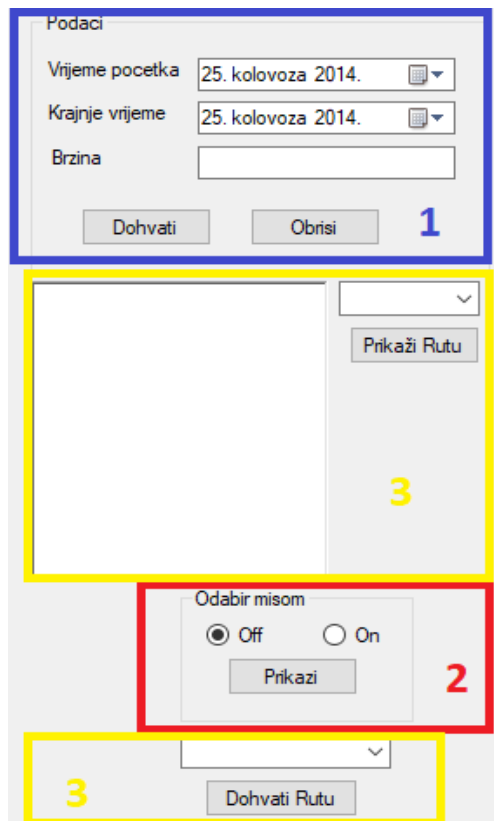 Podaci
Vrijeme pocetka 25. kolovoza 2014.
Krajnje vrijeme 25. kolovoza 2014.
Brzina
Dohvati Obrisi 1
Prikaži Rutu
3
Odabir misom
Off On
Prikazi 2
3 Dohvati Rutu